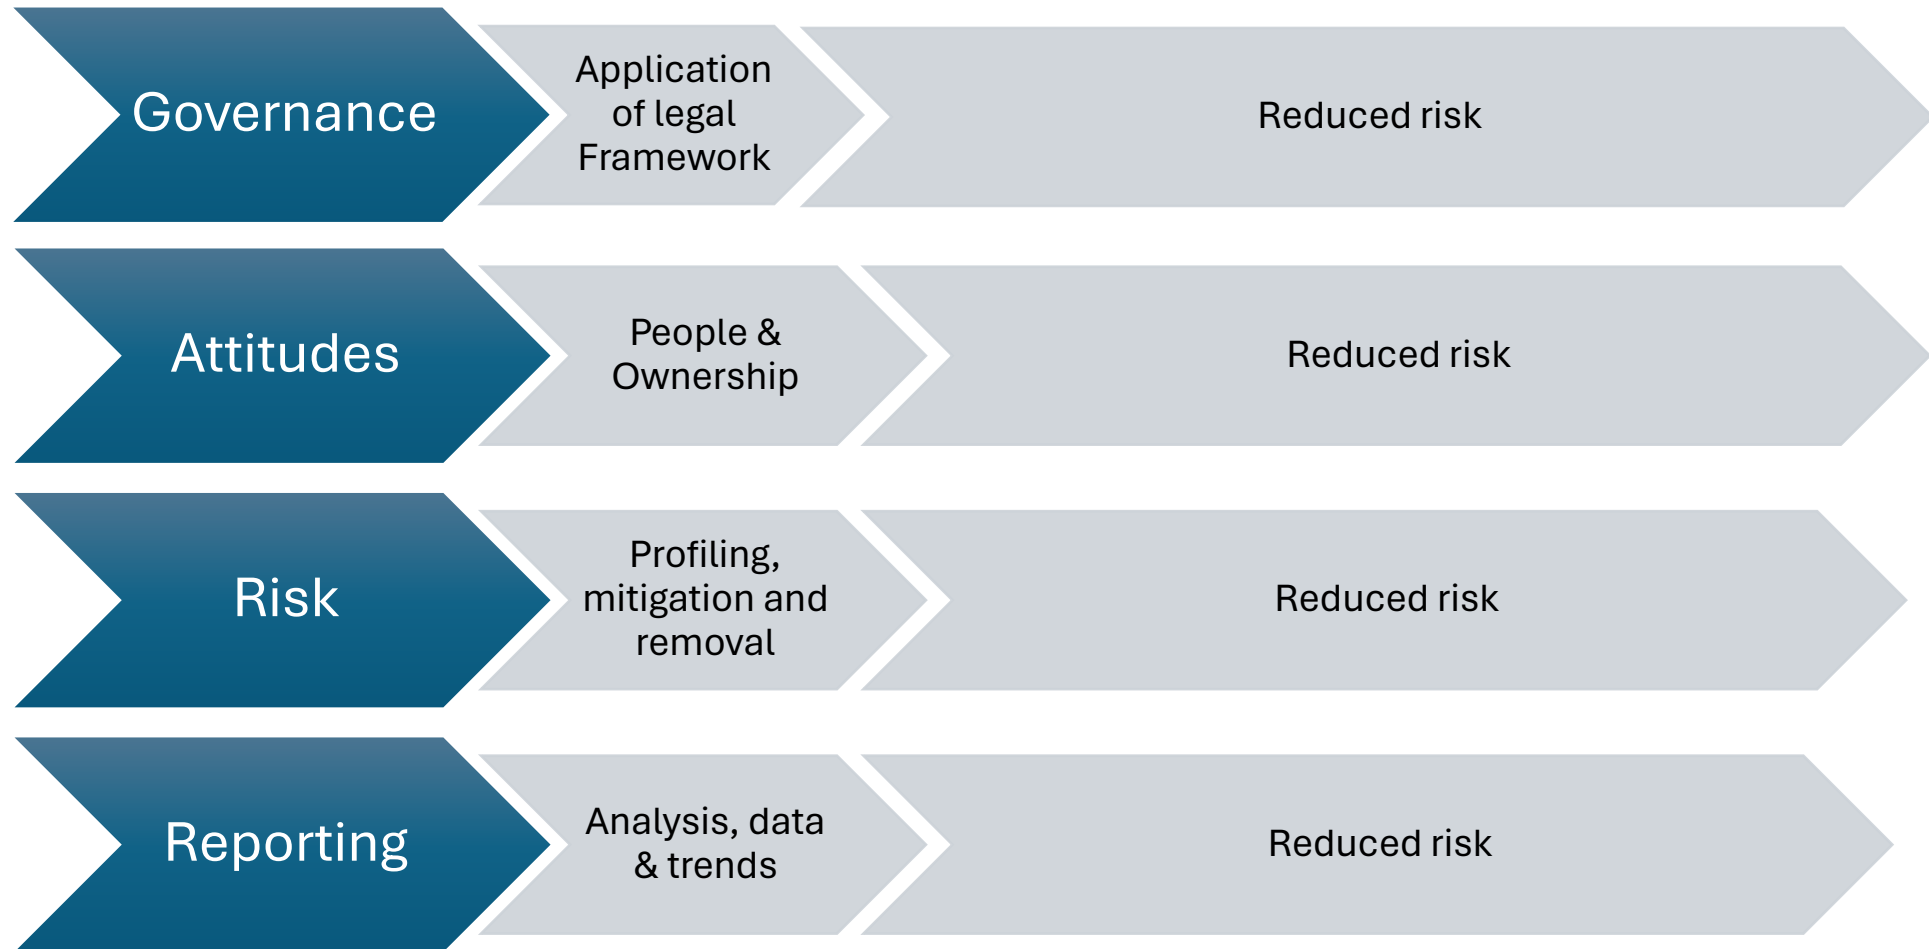 Governance
Application
of legal
Framework
Reduced risk
Attitudes
People &
Ownership
Reduced risk
Risk
Profiling,
mitigation and
removal
Reduced risk
Reporting
Analysis, data
& trends
Reduced risk